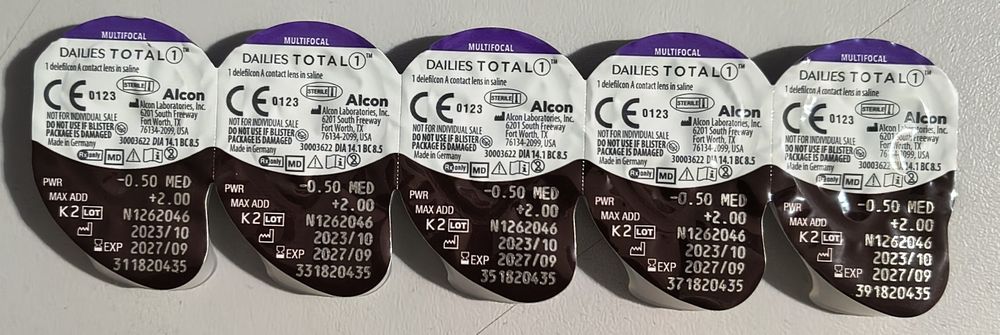 MULTIFOCAL
DAILIES TOTAL 1™
1 delefilcon A contact lens in saline
CE 0123
STERILE
Alcon
Alcon Laboratories, Inc.
6201 South Freeway
Fort Worth, TX
76134-2099, USA
NOT FOR INDIVIDUAL SALE
DO NOT USE IF BLISTER
PACKAGE IS DAMAGED
Made in Germany
30003622 DIA 14.1 BC 8.5
Rx only MD
PWR -0.50 MED
MAX ADD +2.00
K2 LOT N1262046
2023/10
EXP 2027/09
311820435
MULTIFOCAL
DAILIES TOTAL 1™
1 delefilcon A contact lens in saline
CE 0123
STERILE
Alcon
Alcon Laboratories, Inc.
6201 South Freeway
Fort Worth, TX
76134-2099, USA
NOT FOR INDIVIDUAL SALE
DO NOT USE IF BLISTER
PACKAGE IS DAMAGED
Made in Germany
30003622 DIA 14.1 BC 8.5
Rx only MD
PWR -0.50 MED
MAX ADD +2.00
K2 LOT N1262046
2023/10
EXP 2027/09
331820435
MULTIFOCAL
DAILIES TOTAL 1™
1 delefilcon A contact lens in saline
CE 0123
STERILE
Alcon
Alcon Laboratories, Inc.
6201 South Freeway
Fort Worth, TX
76134-2099, USA
NOT FOR INDIVIDUAL SALE
DO NOT USE IF BLISTER
PACKAGE IS DAMAGED
Made in Germany
30003622 DIA 14.1 BC 8.5
Rx only MD
PWR -0.50 MED
MAX ADD +2.00
K2 LOT N1262046
2023/10
EXP 2027/09
351820435
MULTIFOCAL
DAILIES TOTAL 1™
1 delefilcon A contact lens in saline
CE 0123
STERILE
Alcon
Alcon Laboratories, Inc.
6201 South Freeway
Fort Worth, TX
76134-2099, USA
NOT FOR INDIVIDUAL SALE
DO NOT USE IF BLISTER
PACKAGE IS DAMAGED
Made in Germany
30003622 DIA 14.1 BC 8.5
Rx only MD
PWR -0.50 MED
MAX ADD +2.00
K2 LOT N1262046
2023/10
EXP 2027/09
371820435
MULTIFOCAL
DAILIES TOTAL 1™
1 delefilcon A contact lens in saline
CE 0123
STERILE
Alcon
Alcon Laboratories, Inc.
6201 South Freeway
Fort Worth, TX
76134-2099, USA
NOT FOR INDIVIDUAL SALE
DO NOT USE IF BLISTER
PACKAGE IS DAMAGED
Made in Germany
30003622 DIA 14.1 BC 8.5
Rx only MD
PWR -0.50 MED
MAX ADD +2.00
K2 LOT N1262046
2023/10
EXP 2027/09
391820435